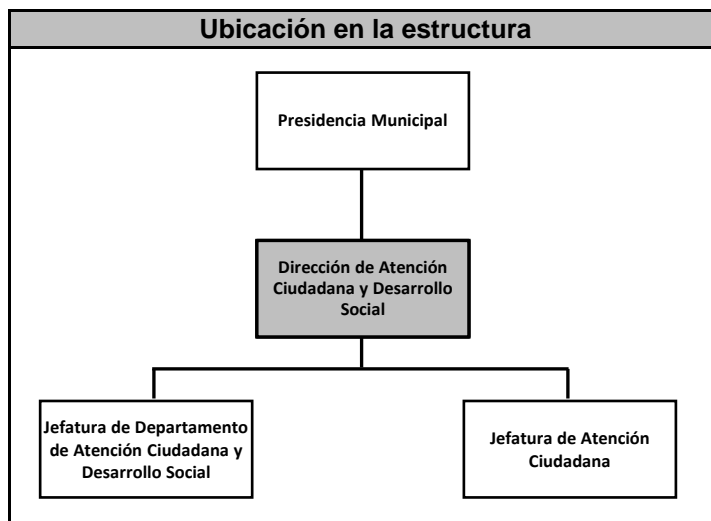 Ubicación en la estructura
Presidencia Municipal
Dirección de Atención
Ciudadana y Desarrollo
Social
Jefatura de Departamento
de Atención Ciudadana y
Desarrollo Social
Jefatura de Atención
Ciudadana